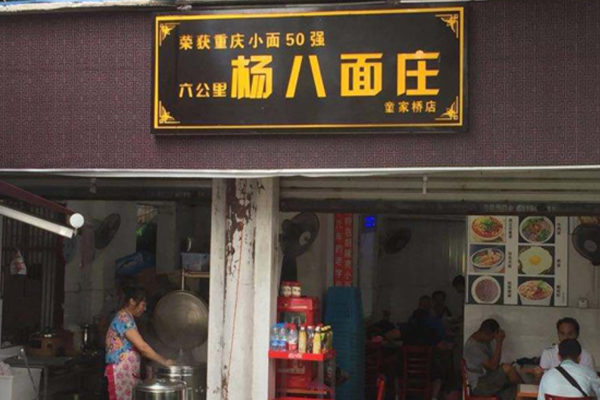 荣获重庆小面50强
六公里 杨八面庄
童家桥店